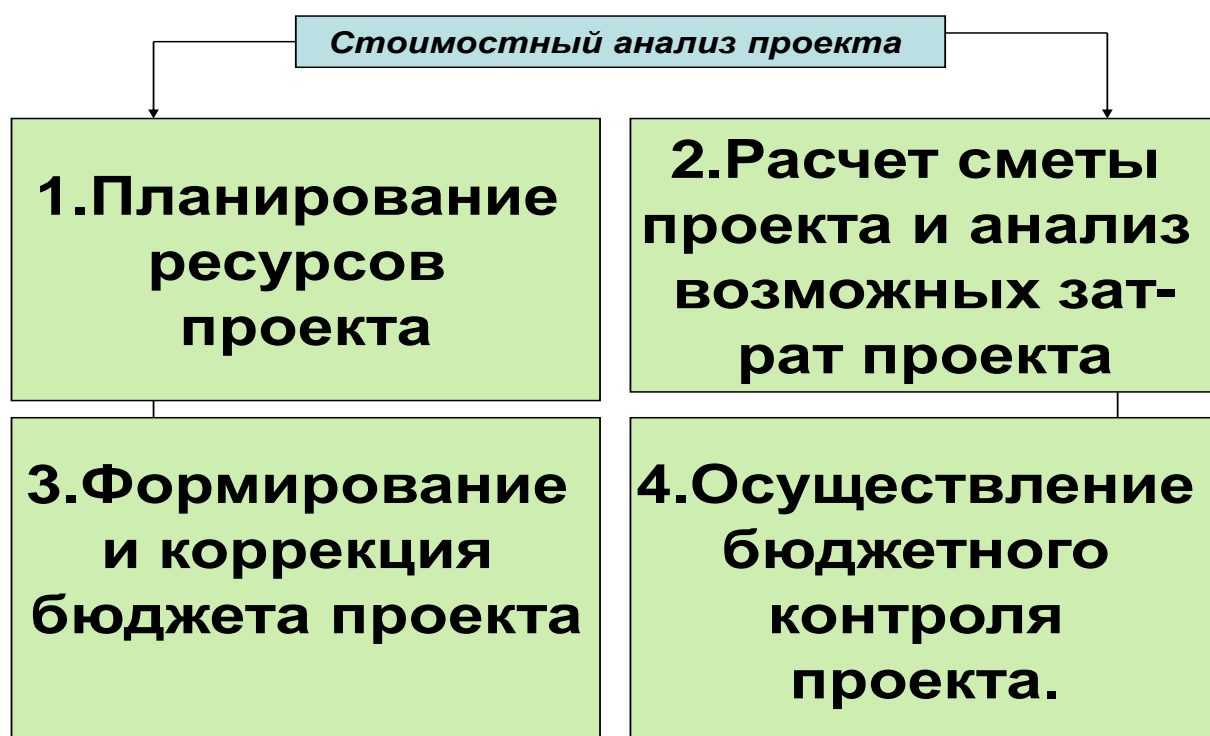 Стоимостный анализ проекта
1.Планирование
ресурсов
проекта
2.Расчет сметы
проекта и анализ
возможных зат-
рат проекта
3.Формирование
и коррекция
бюджета проекта
4.Осуществление
бюджетного
контроля
проекта.